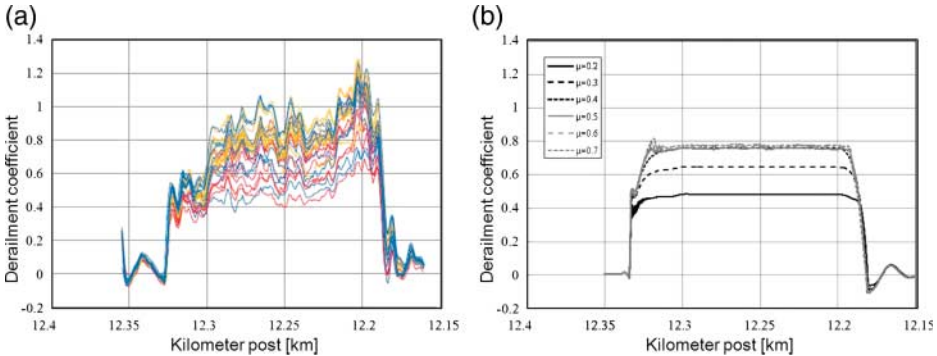 (a)
1.4
1.2
1
0.8
0.6
0.4
0.2
0
-0.2
Derailment coefficient
12.4
12.35
12.3
12.25
12.2
12.15
Kilometer post [km]
(b)
1.4
1.2
1
0.8
0.6
0.4
0.2
0
-0.2
Derailment coefficient
μ=0.2
μ=0.3
μ=0.4
μ=0.5
μ=0.6
μ=0.7
12.4
12.35
12.3
12.25
12.2
12.15
Kilometer post [km]